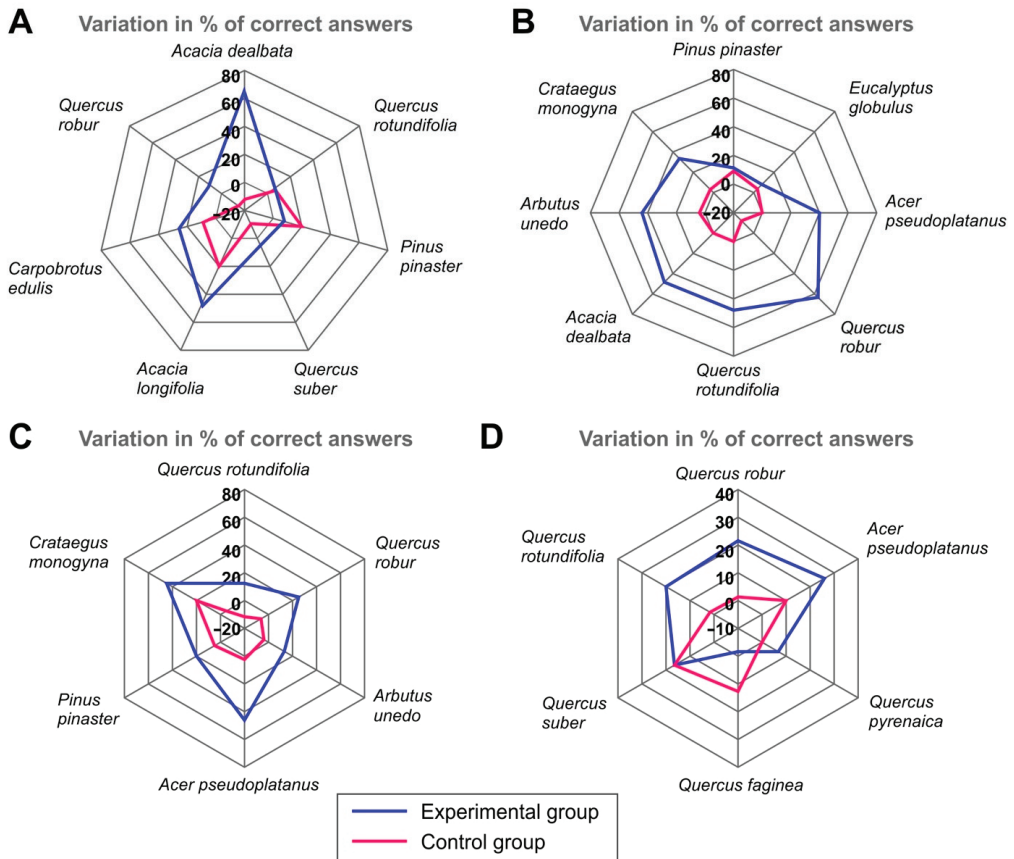 A
Variation in % of correct answers
Acacia dealbata
Quercus
rotundifolia
Pinus
pinaster
Quercus
suber
Acacia
longifolia
Carpobrotus
edulis
Quercus
robur
80
60
40
20
0
-20
B
Variation in % of correct answers
Pinus pinaster
Eucalyptus
globulus
Acer
pseudoplatanus
Quercus
robur
Quercus
rotundifolia
Acacia
dealbata
Arbutus
unedo
Crataegus
monogyna
80
60
40
20
0
-20
C
Variation in % of correct answers
Quercus rotundifolia
Quercus
robur
Arbutus
unedo
Acer pseudoplatanus
Pinus
pinaster
Crataegus
monogyna
80
60
40
20
0
-20
D
Variation in % of correct answers
Quercus robur
Acer
pseudoplatanus
Quercus
pyrenaica
Quercus faginea
Quercus
suber
Quercus
rotundifolia
40
30
20
10
0
-10
Experimental group
Control group